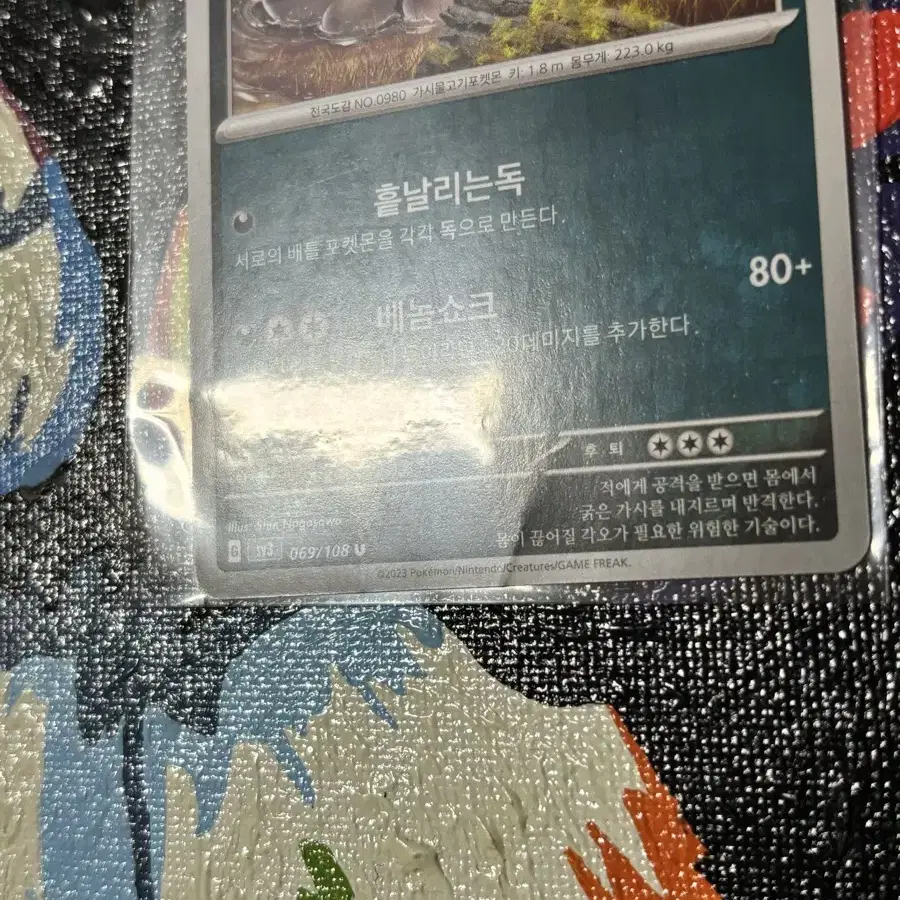 전국도감 NO.0980 가시물고기포켓몬 키: 1.8 m 몸무게: 223.0 kg
흩날리는독
서로의 배틀 포켓몬을 각각 독으로 만든다.
베놈쇼크 80+
데미지를 추가한다.
후퇴
적에게 공격을 받으면 몸에서
굵은 가시를 내지르며 반격한다.
몸이 끊어질 각오가 필요한 위험한 기술이다.
Illus. Shin Nagasawa
G SV3 069/108 U
©2023 Pokémon/Nintendo/Creatures/GAME FREAK.